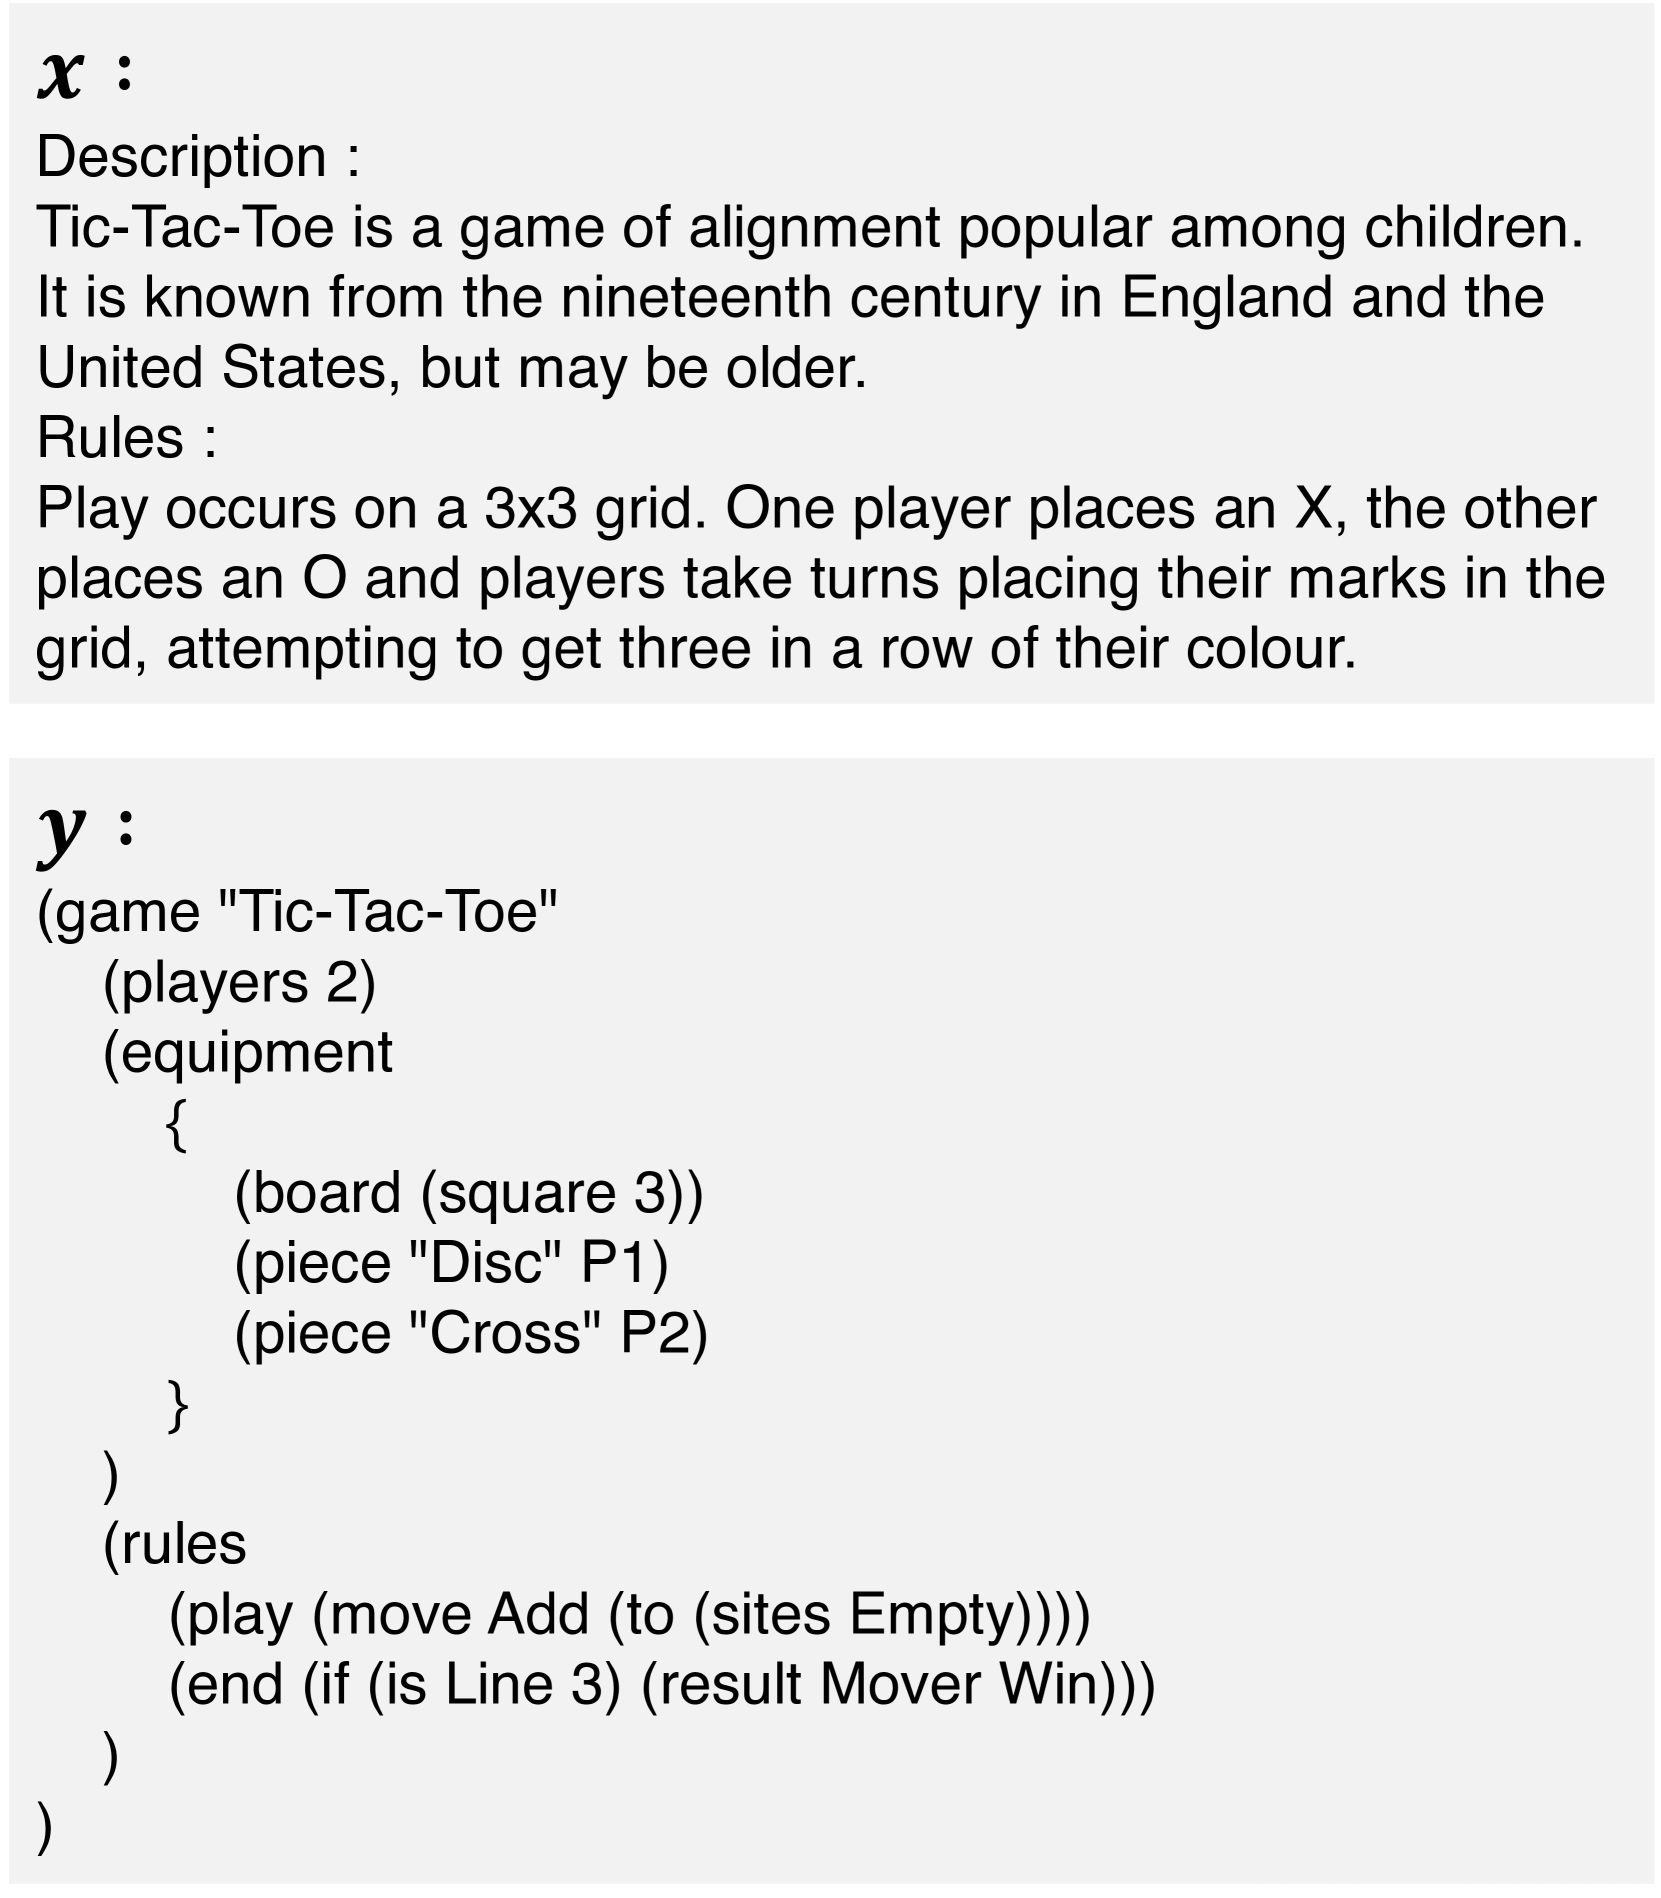 x :
Description :
Tic-Tac-Toe is a game of alignment popular among children.
It is known from the nineteenth century in England and the
United States, but may be older.
Rules :
Play occurs on a 3x3 grid. One player places an X, the other
places an O and players take turns placing their marks in the
grid, attempting to get three in a row of their colour.
y :
(game "Tic-Tac-Toe"
(players 2)
(equipment
{
(board (square 3))
(piece "Disc" P1)
(piece "Cross" P2)
}
)
(rules
(play (move Add (to (sites Empty))))
(end (if (is Line 3) (result Mover Win)))
)
)